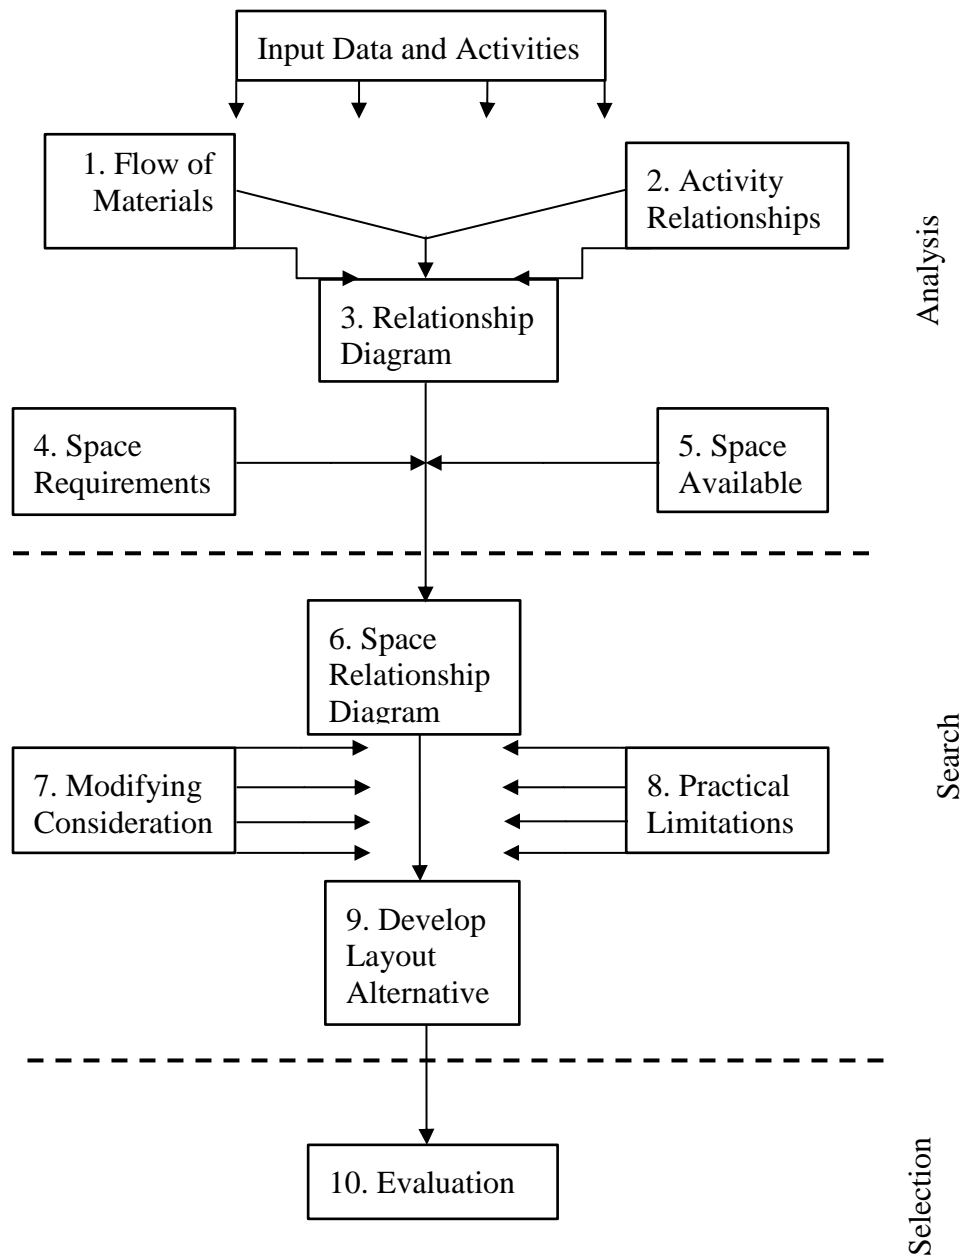 Input Data and Activities
1. Flow of
Materials
2. Activity
Relationships
Analysis
3. Relationship
Diagram
4. Space
Requirements
5. Space
Available
6. Space
Relationship
Diagram
Search
7. Modifying
Consideration
8. Practical
Limitations
9. Develop
Layout
Alternative
Selection
10. Evaluation